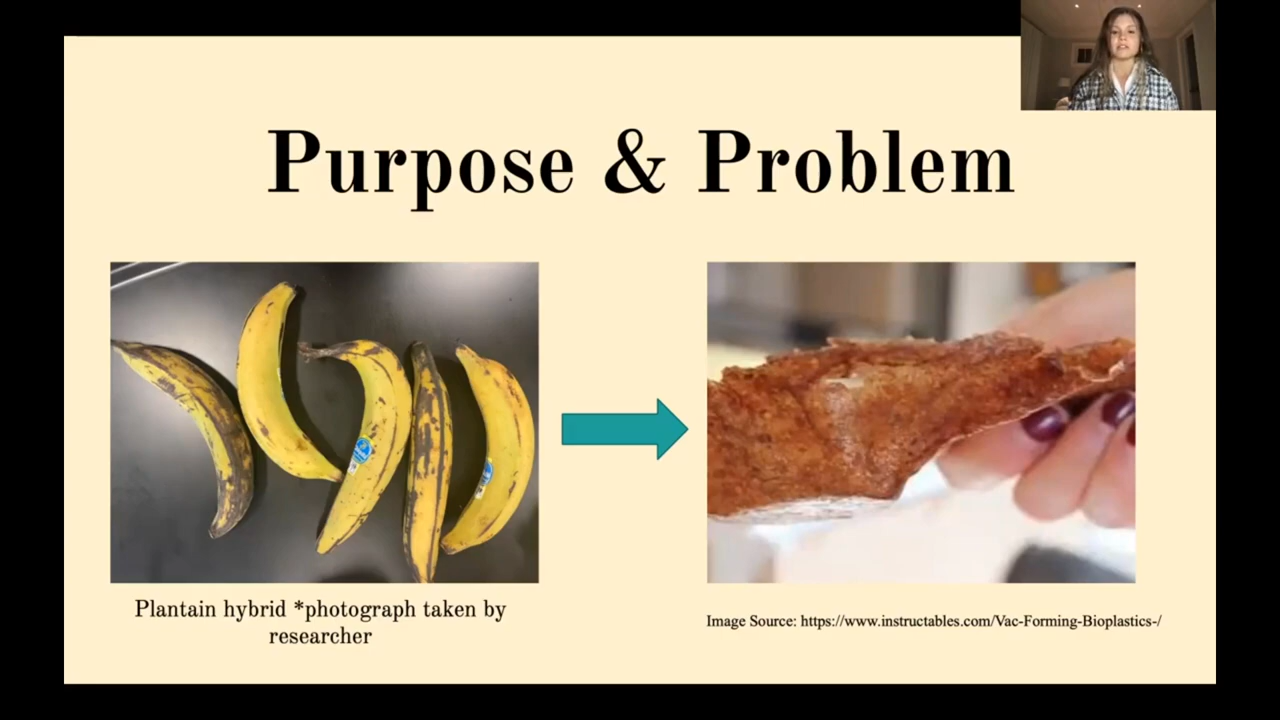 Purpose & Problem
Plantain hybrid *photograph taken by
researcher
Image Source: https://www.instructables.com/Vac-Forming-Bioplastics-/